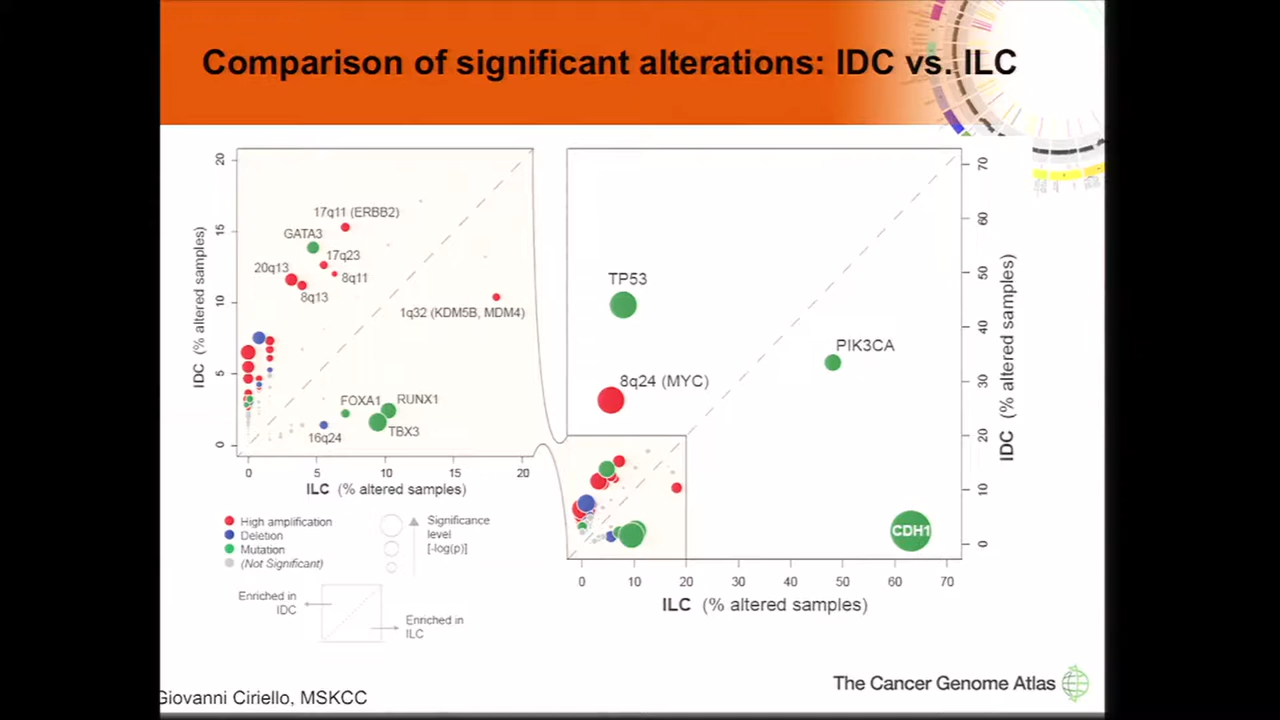 Comparison of significant alterations: IDC vs. ILC
20
15
10
5
0
IDC (% altered samples)
17q11 (ERBB2)
GATA3
17q23
20q13
8q11
8q13
1q32 (KDM5B, MDM4)
FOXA1
RUNX1
TBX3
16q24
0 5 10 15 20
ILC (% altered samples)
High amplification
Deletion
Mutation
(Not Significant)
Significance
level
[-log(p)]
Enriched in
IDC
Enriched in
ILC
TP53
PIK3CA
8q24 (MYC)
CDH1
70
60
50
40
30
20
10
0
IDC (% altered samples)
0 10 20 30 40 50 60 70
ILC (% altered samples)
Giovanni Ciriello, MSKCC
The Cancer Genome Atlas